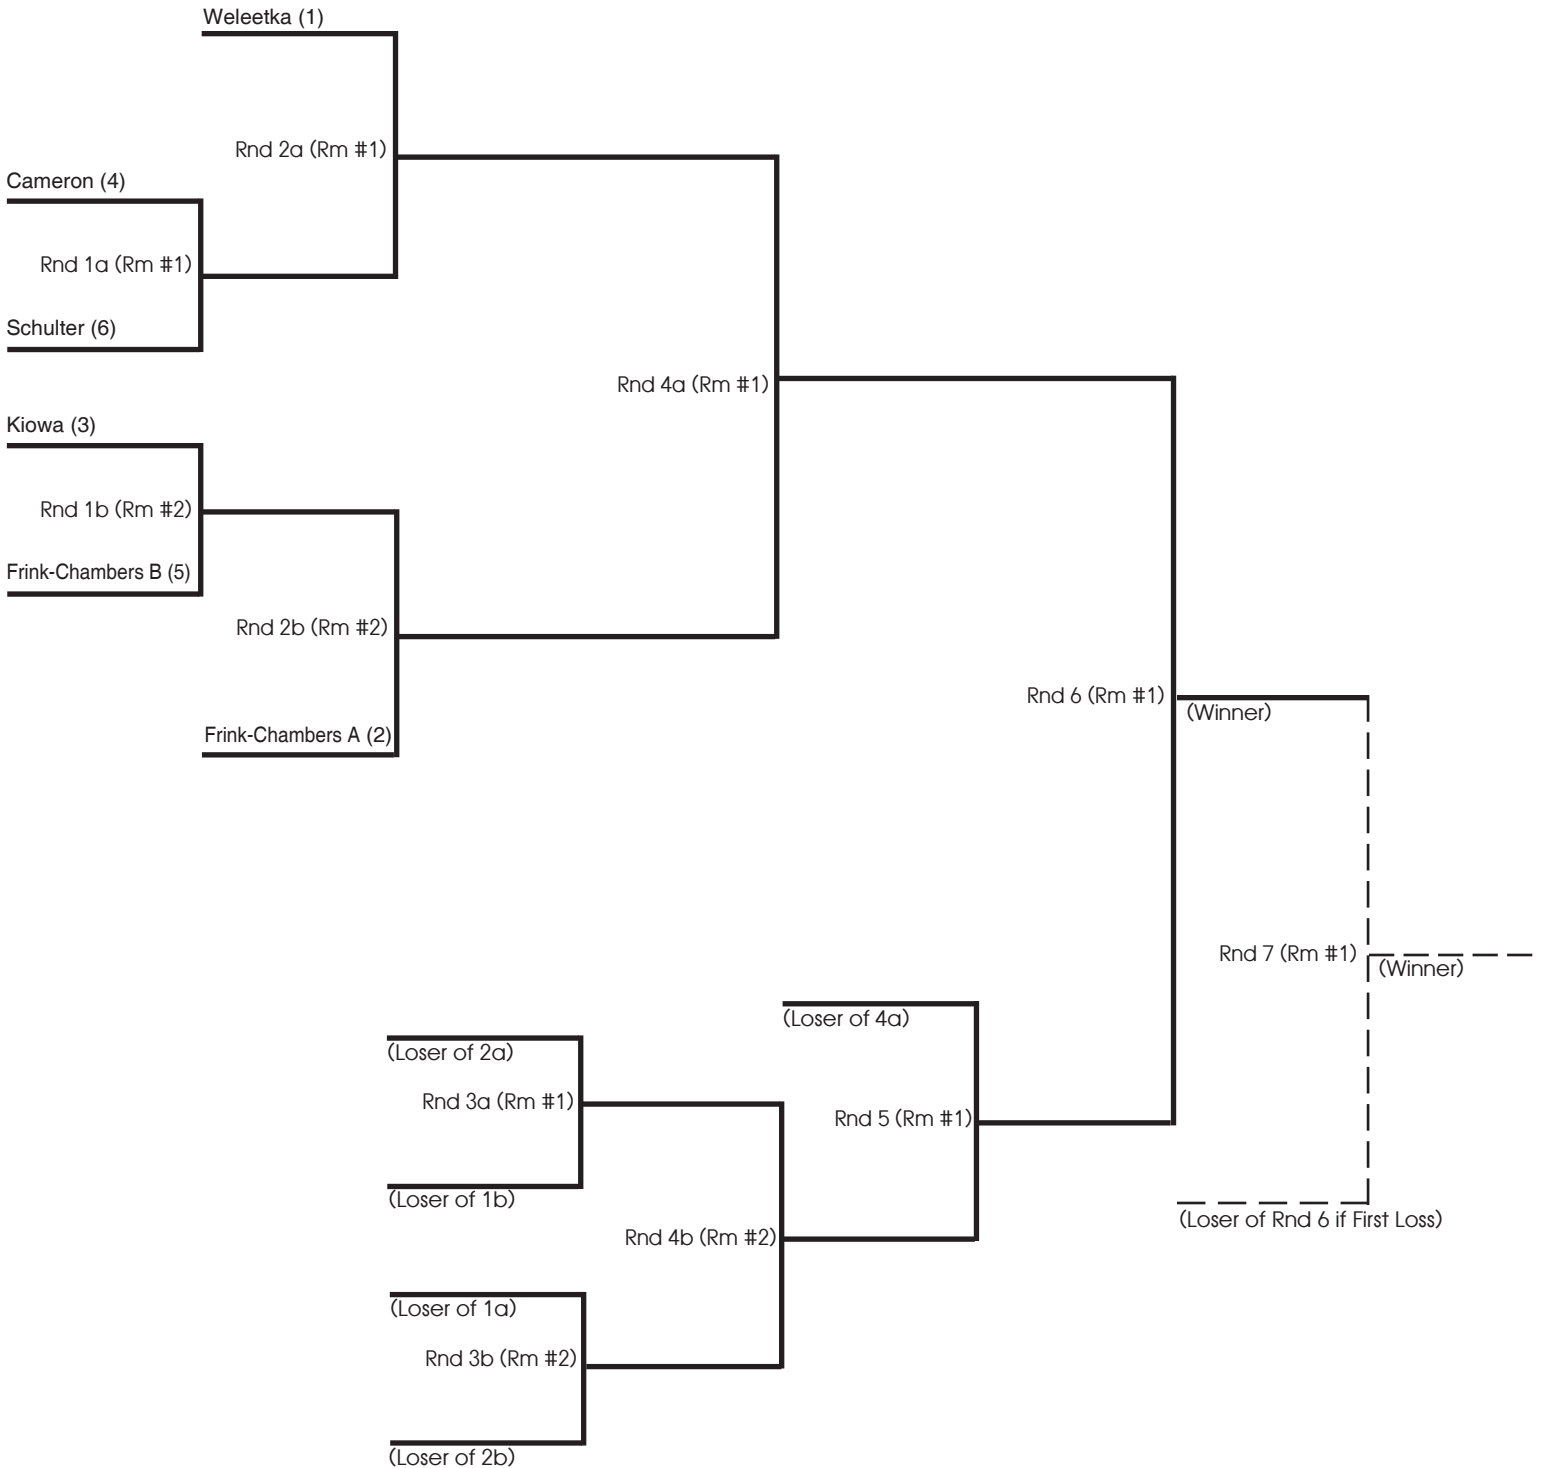 Weleetka (1)
Rnd 2a (Rm #1)
Cameron (4)
Rnd 1a (Rm #1)
Schulter (6)
Rnd 4a (Rm #1)
Kiowa (3)
Rnd 1b (Rm #2)
Frink-Chambers B (5)
Rnd 2b (Rm #2)
Frink-Chambers A (2)
Rnd 6 (Rm #1)
(Winner)
Rnd 7 (Rm #1)
(Winner)
(Loser of 4a)
(Loser of 2a)
Rnd 3a (Rm #1)
Rnd 5 (Rm #1)
(Loser of 1b)
(Loser of Rnd 6 if First Loss)
Rnd 4b (Rm #2)
(Loser of 1a)
Rnd 3b (Rm #2)
(Loser of 2b)